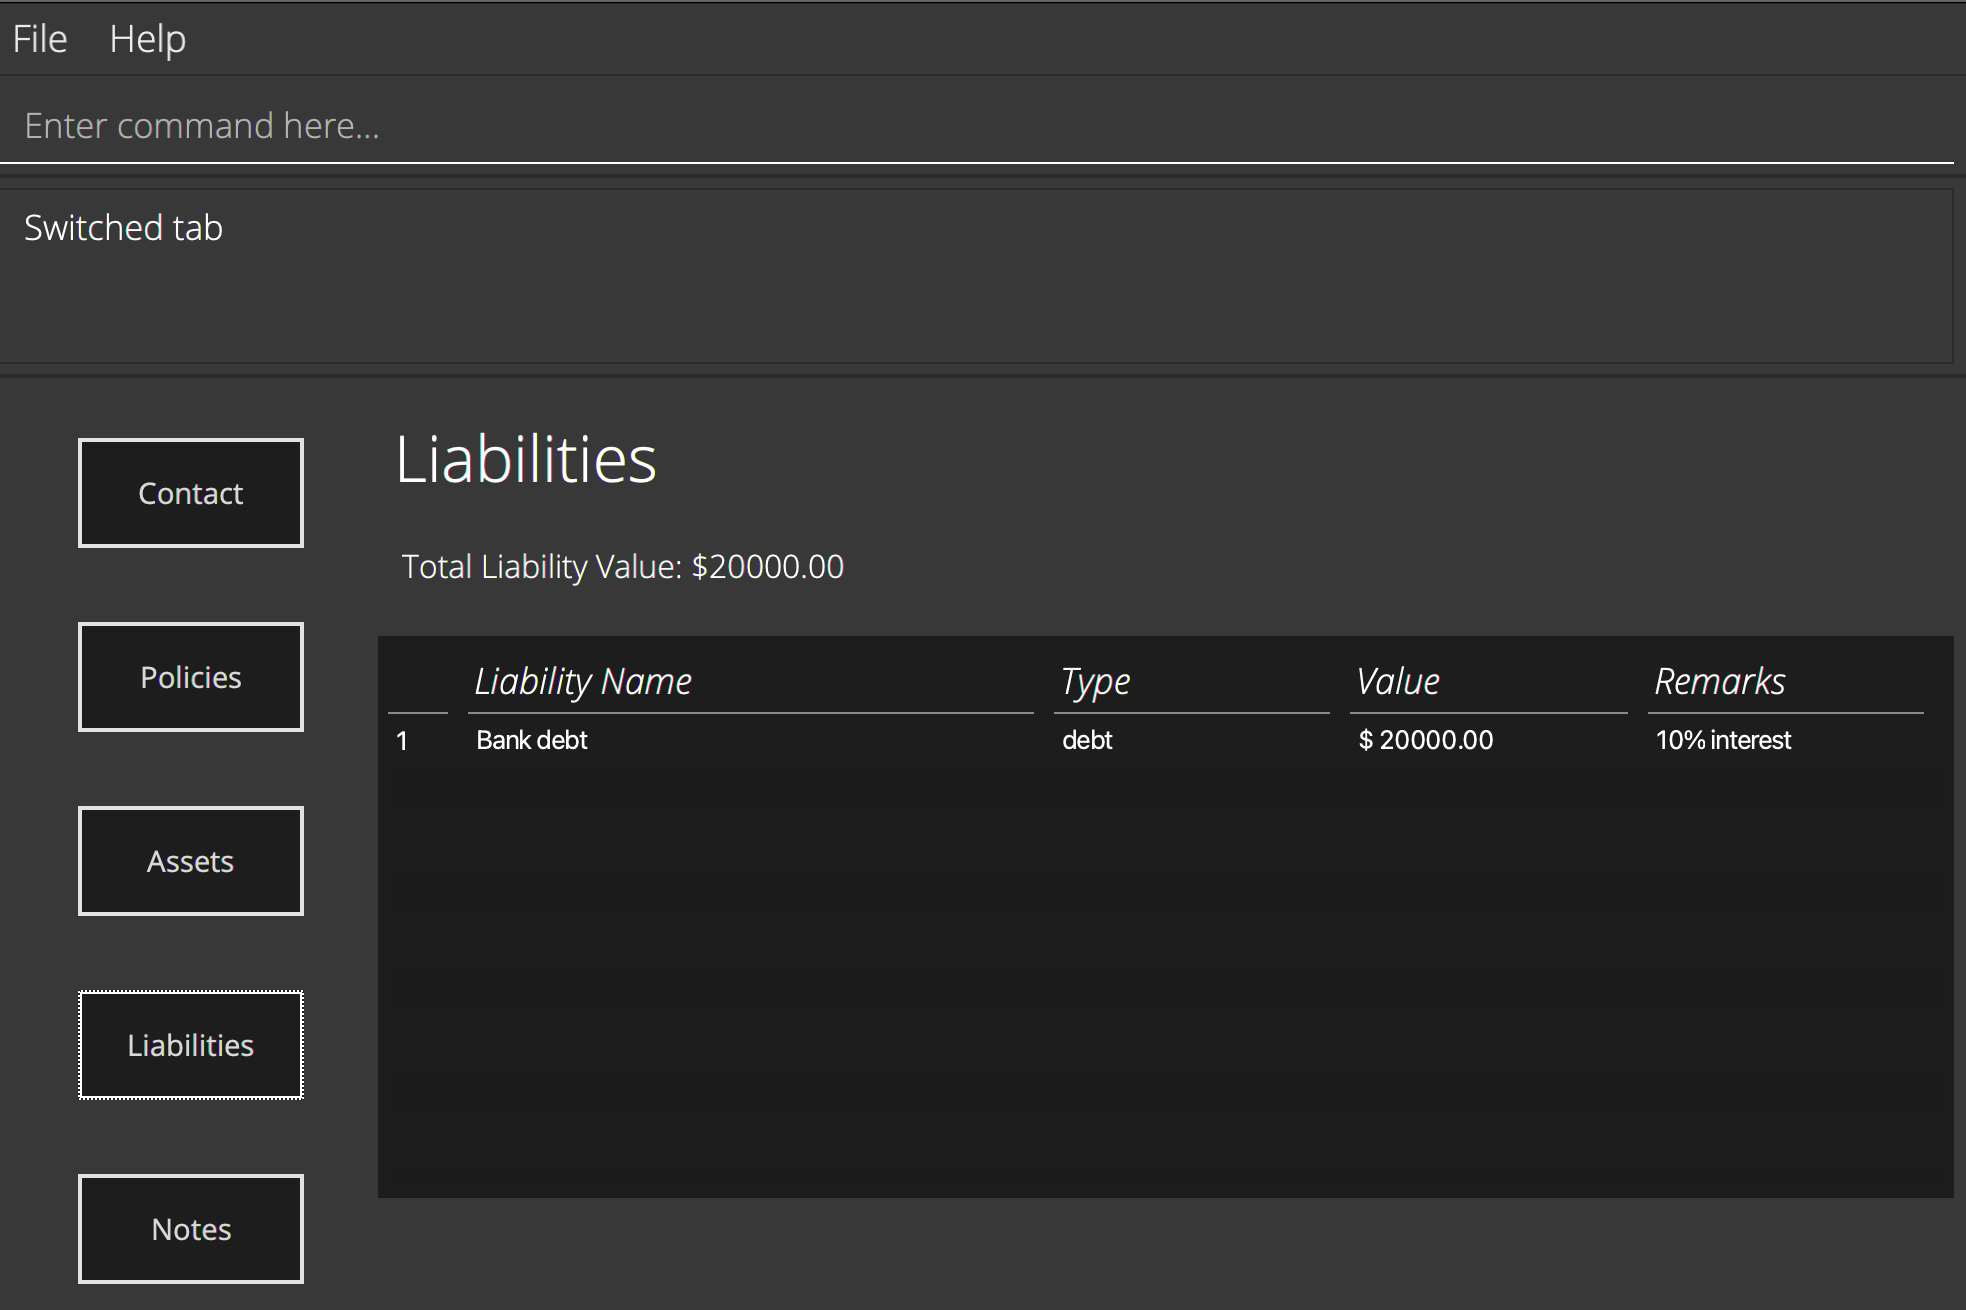 File Help
Enter command here...
Switched tab
Contact
Policies
Assets
Liabilities
Notes
Liabilities
Total Liability Value: $20000.00
Liability Name Type Value Remarks
1 Bank debt debt $ 20000.00 10% interest